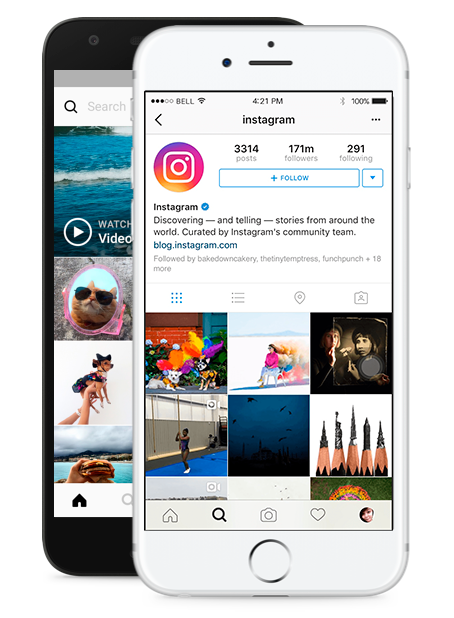 Search
WATCH
Video
●●●○○ BELL
4:21 PM
100%
instagram
3314
posts
171m
followers
291
following
+ FOLLOW
Instagram
Discovering — and telling — stories from around the
world. Curated by Instagram's community team.
blog.instagram.com
Followed by bakedowncakery, thetinytemptress, funchpunch + 18
more